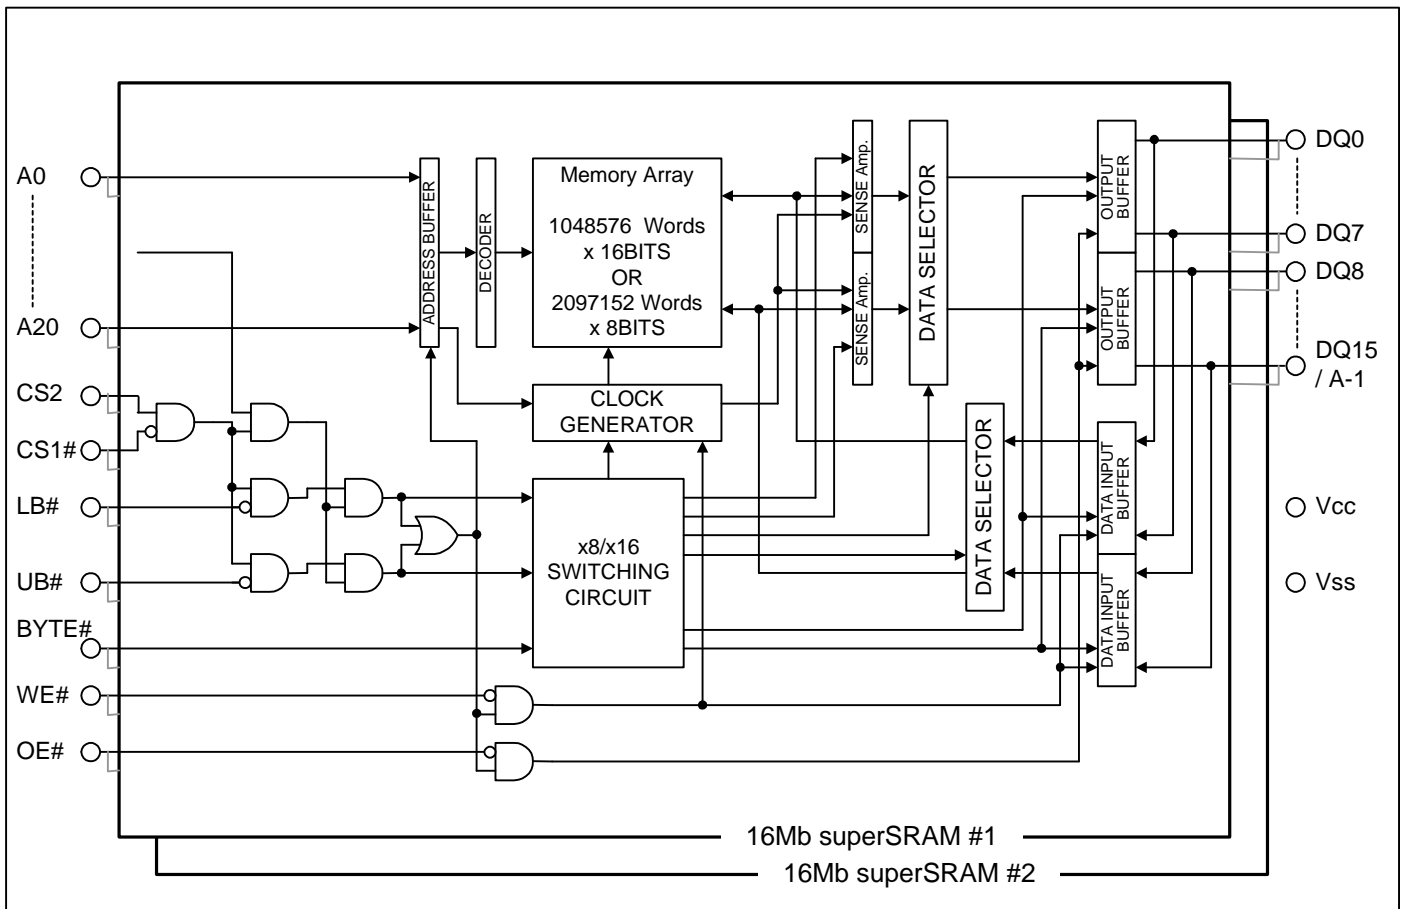 A0
A20
CS2
CS1#
LB#
UB#
BYTE#
WE#
OE#
ADDRESS BUFFER
DECODER
Memory Array
1048576 Words
x 16BITS
OR
2097152 Words
x 8BITS
CLOCK
GENERATOR
x8/x16
SWITCHING
CIRCUIT
SENSE Amp.
SENSE Amp.
DATA SELECTOR
DATA SELECTOR
OUTPUT
BUFFER
OUTPUT
BUFFER
DATA INPUT
BUFFER
DATA INPUT
BUFFER
DQ0
DQ7
DQ8
DQ15
/ A-1
Vcc
Vss
16Mb superSRAM #1
16Mb superSRAM #2